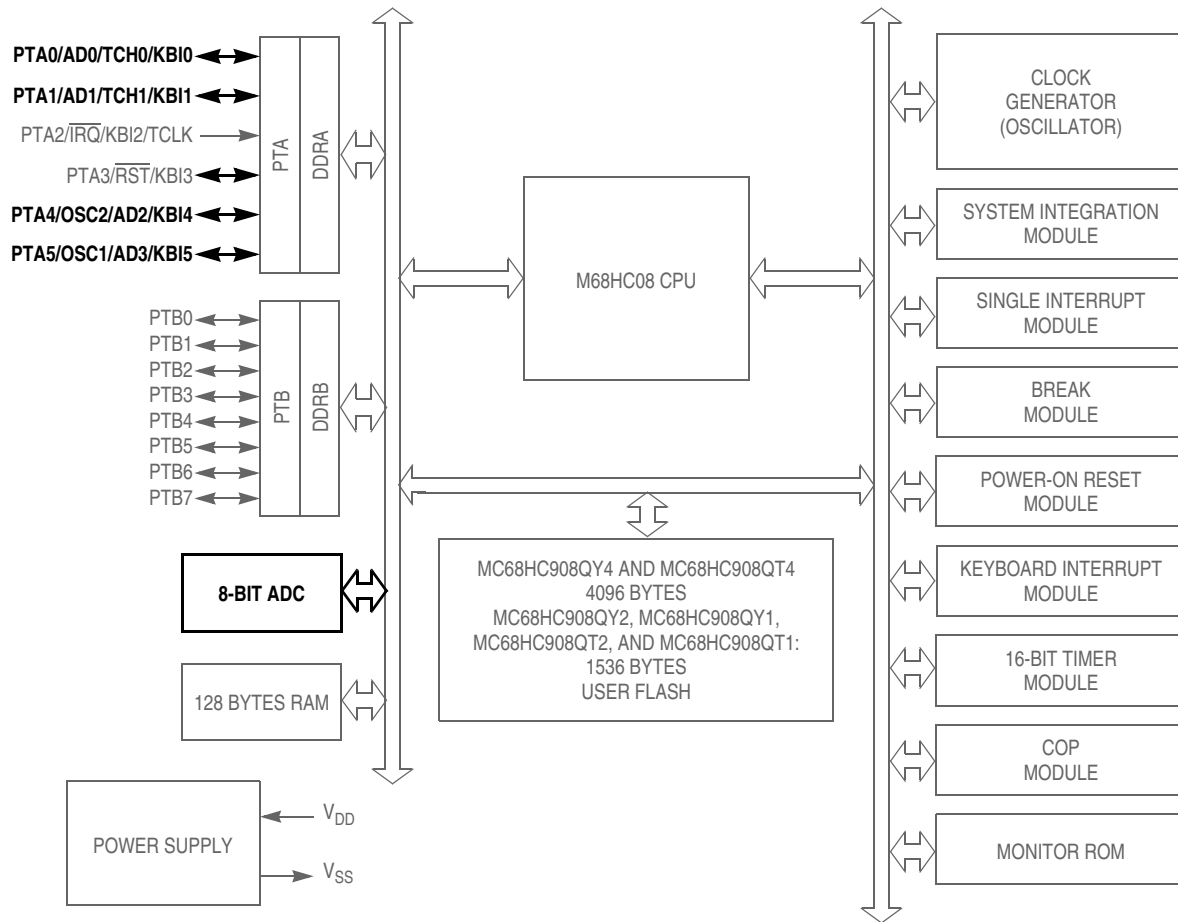 PTA0/AD0/TCH0/KBI0
PTA1/AD1/TCH1/KBI1
PTA2/IRQ/KBI2/TCLK
PTA3/RST/KBI3
PTA4/OSC2/AD2/KBI4
PTA5/OSC1/AD3/KBI5
PTA
DDRA
PTB0
PTB1
PTB2
PTB3
PTB4
PTB5
PTB6
PTB7
PTB
DDRB
8-BIT ADC
128 BYTES RAM
POWER SUPPLY
VDD
VSS
M68HC08 CPU
MC68HC908QY4 AND MC68HC908QT4
4096 BYTES
MC68HC908QY2, MC68HC908QY1,
MC68HC908QT2, AND MC68HC908QT1:
1536 BYTES
USER FLASH
CLOCK
GENERATOR
(OSCILLATOR)
SYSTEM INTEGRATION
MODULE
SINGLE INTERRUPT
MODULE
BREAK
MODULE
POWER-ON RESET
MODULE
KEYBOARD INTERRUPT
MODULE
16-BIT TIMER
MODULE
COP
MODULE
MONITOR ROM